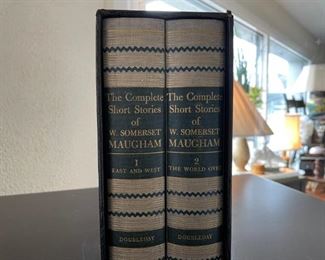 The Complete
Short Stories
of
W. SOMERSET
MAUGHAM
1
EAST AND WEST
DOUBLEDAY
The Complete
Short Stories
of
W. SOMERSET
MAUGHAM
2
THE WORLD OVER
DOUBLEDAY